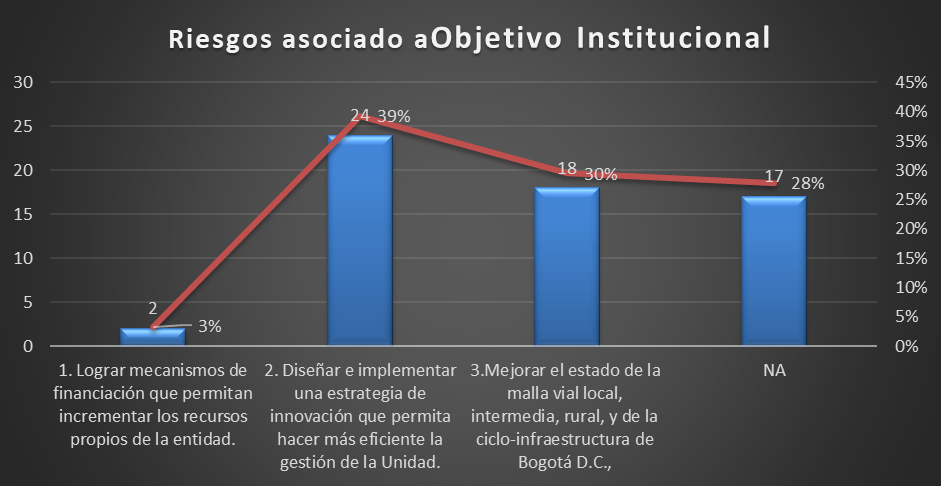 Riesgos asociado aObjetivo Institucional
30
25
20
15
10
5
0
45%
40%
35%
30%
25%
20%
15%
10%
5%
0%
2
3%
24 39%
18 30%
17 28%
1. Lograr mecanismos de
financiación que permitan
incrementar los recursos
propios de la entidad.
2. Diseñar e implementar
una estrategia de
innovación que permita
hacer más eficiente la
gestión de la Unidad.
3.Mejorar el estado de la
malla vial local,
intermedia, rural, y de la
ciclo-infraestructura de
Bogotá D.C.,
NA